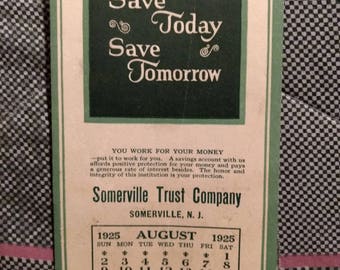 Save
Today
Save
Tomorrow
YOU WORK FOR YOUR MONEY
—put it to work for you. A savings account with us
affords positive protection for your money and pays
a generous rate of interest besides. The honor and
integrity of this institution is your protection.
Somerville Trust Company
SOMERVILLE, N. J.
1925 AUGUST 1925
SUN MON TUE WED THU FRI SAT
* * * * * * 1
2 3 4 5 6 7 8